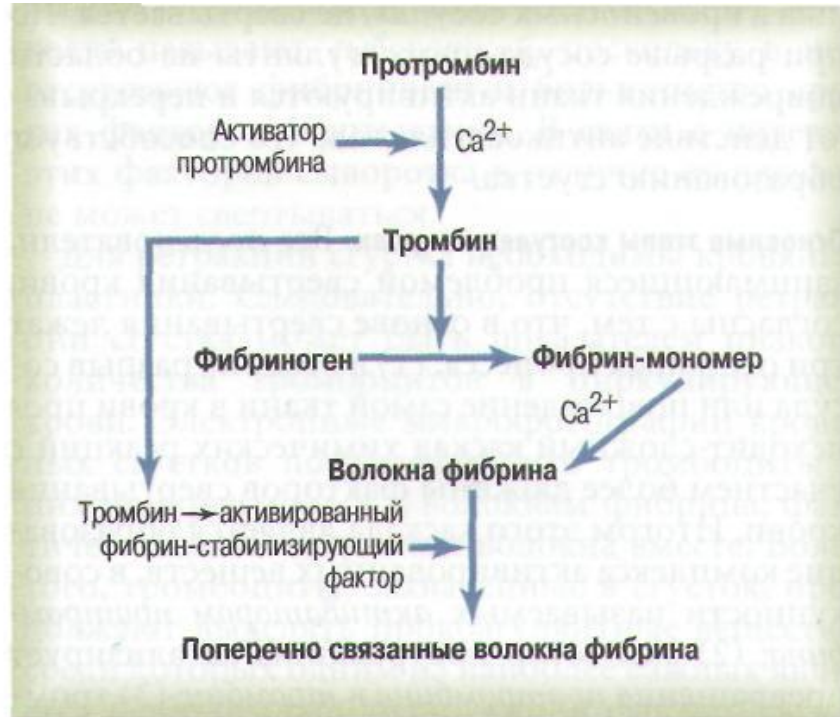 Протромбин
Активатор
протромбина
Ca2+
Тромбин
Фибриноген
Фибрин-мономер
Ca2+
Волокна фибрина
Тромбин → активированный
фибрин-стабилизирующий
фактор
Поперечно связанные волокна фибрина